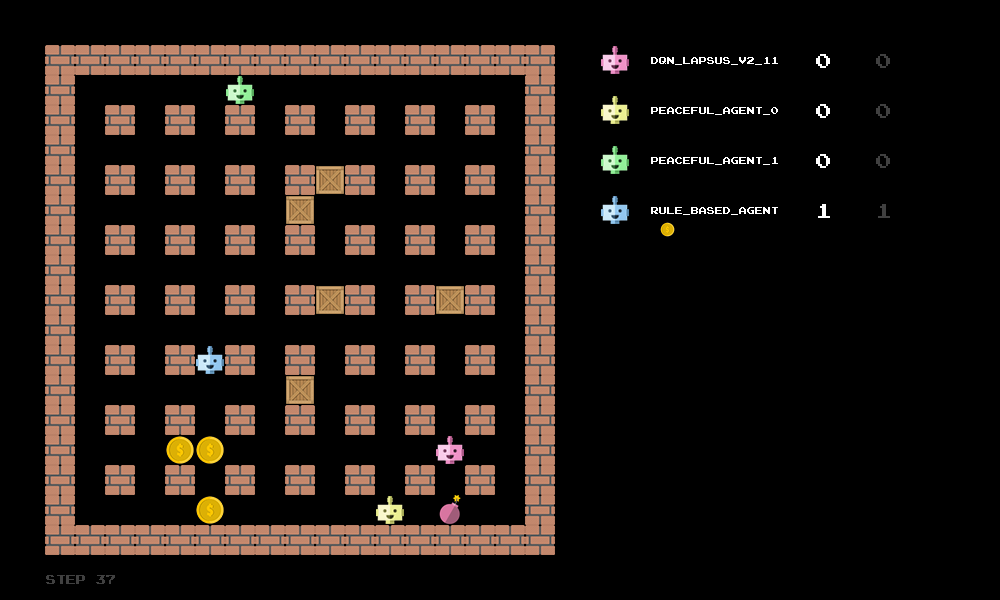 DQN_LAPSUS_V2_11 0 0
PEACEFUL_AGENT_0 0 0
PEACEFUL_AGENT_1 0 0
RULE_BASED_AGENT 1 1
STEP 37